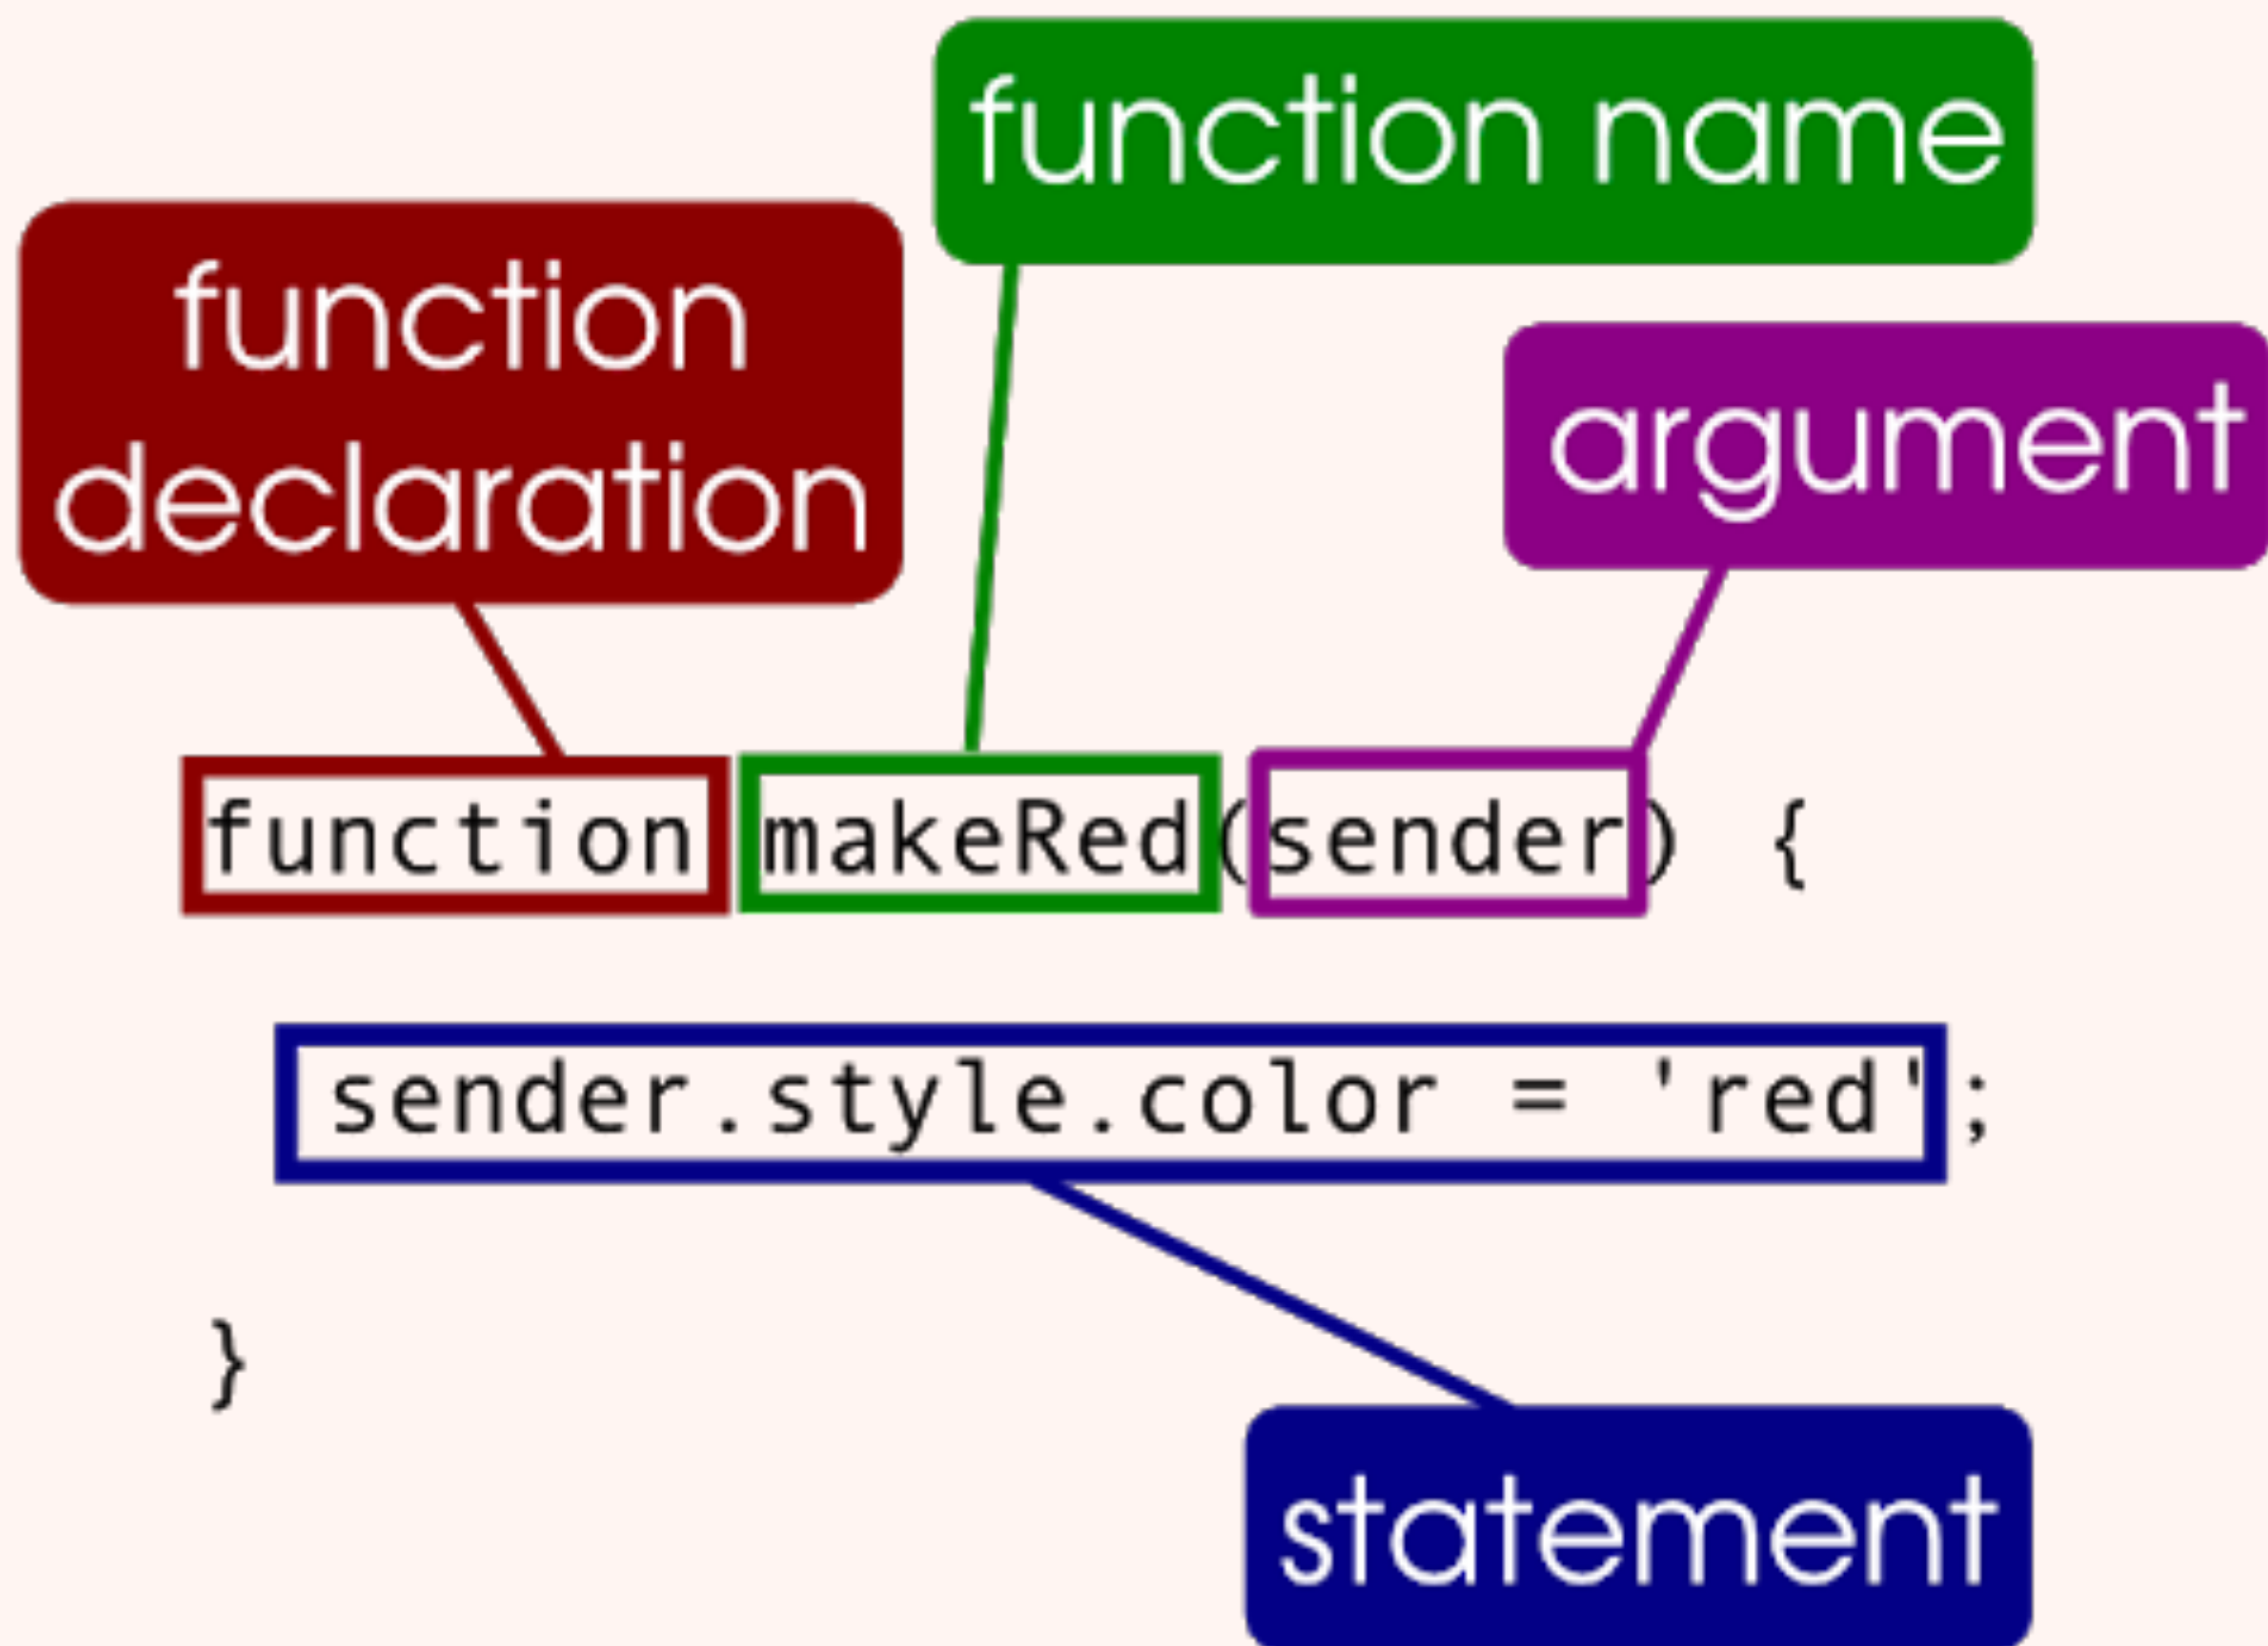 function name
function
declaration
argument
function makeRed(sender) {
sender.style.color = 'red';
}
statement